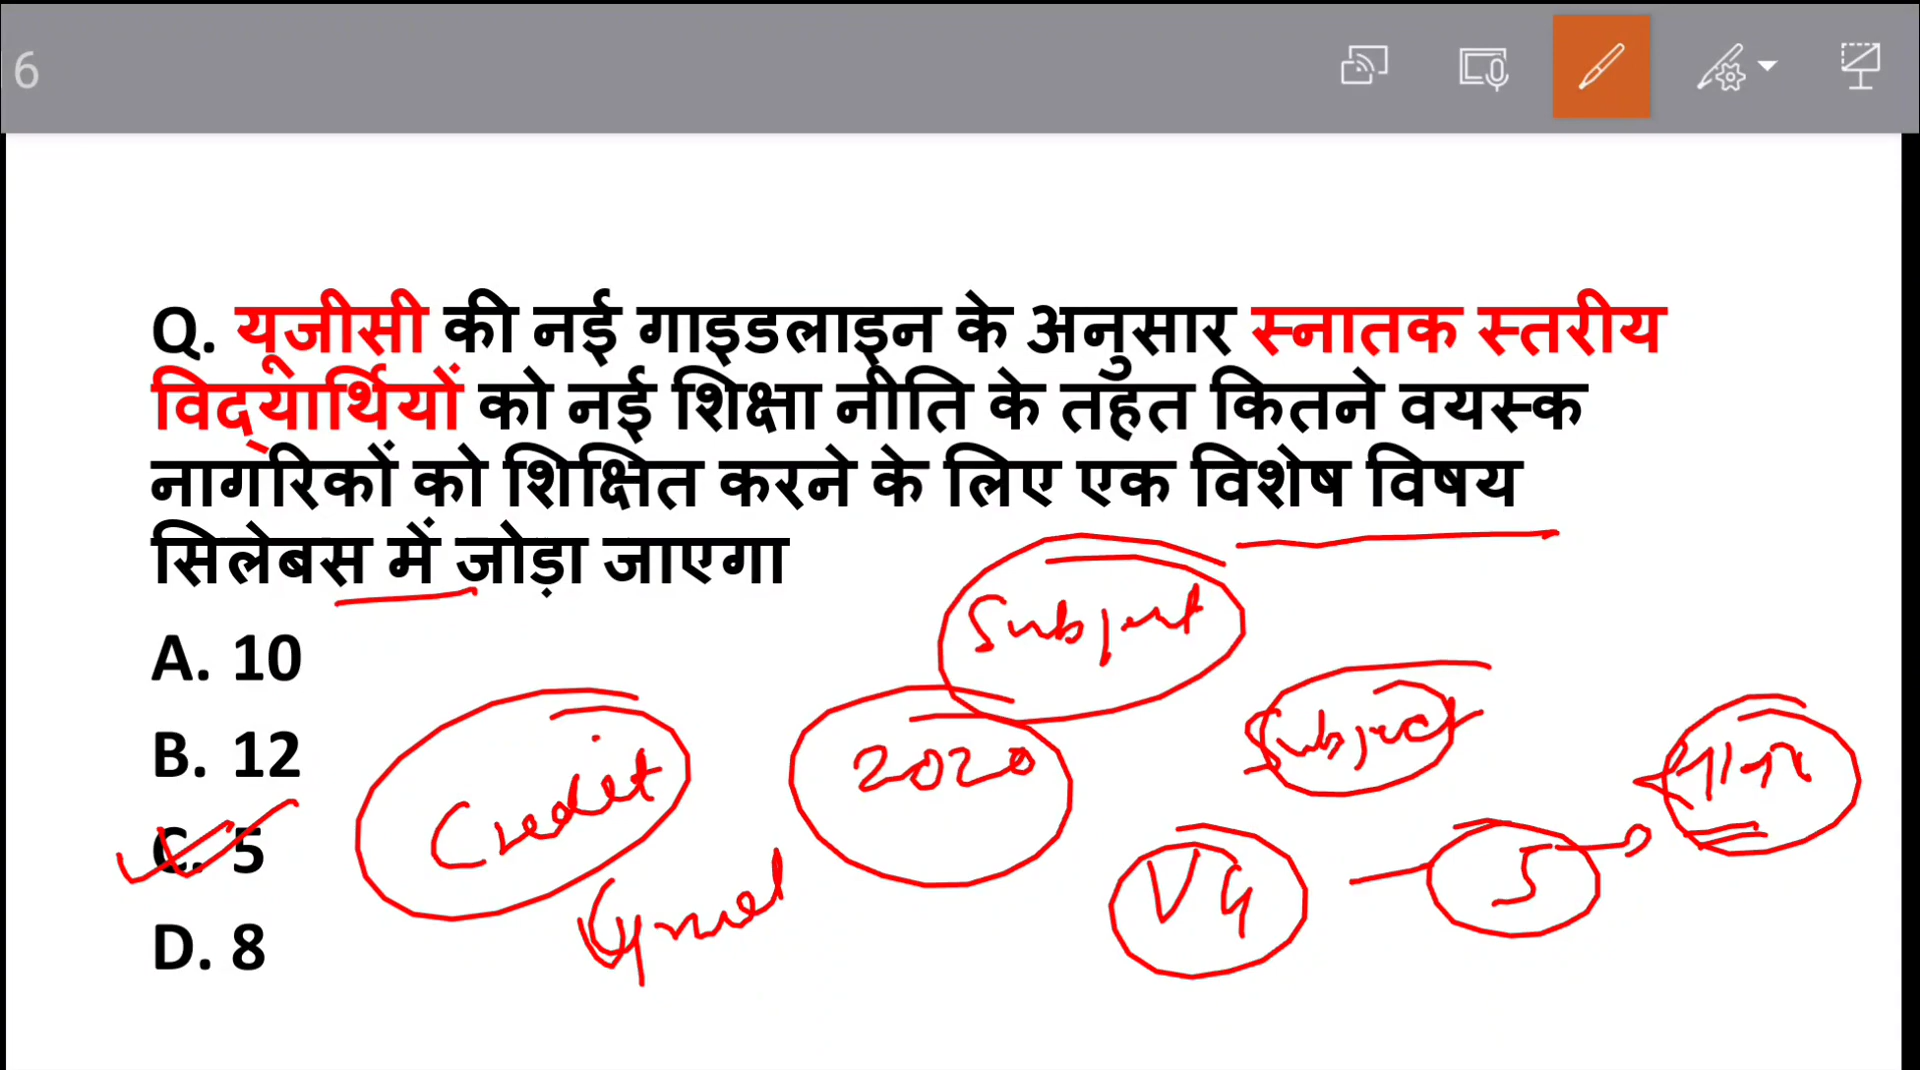 6
Q. यूजीसी की नई गाइडलाइन के अनुसार स्नातक स्तरीय
विद्यार्थियों को नई शिक्षा नीति के तहत कितने वयस्क
नागरिकों को शिक्षित करने के लिए एक विशेष विषय
सिलेबस में जोड़ा जाएगा
Subject
A. 10
Subject
B. 12
2020
Credit
C. 5
5
D. 8